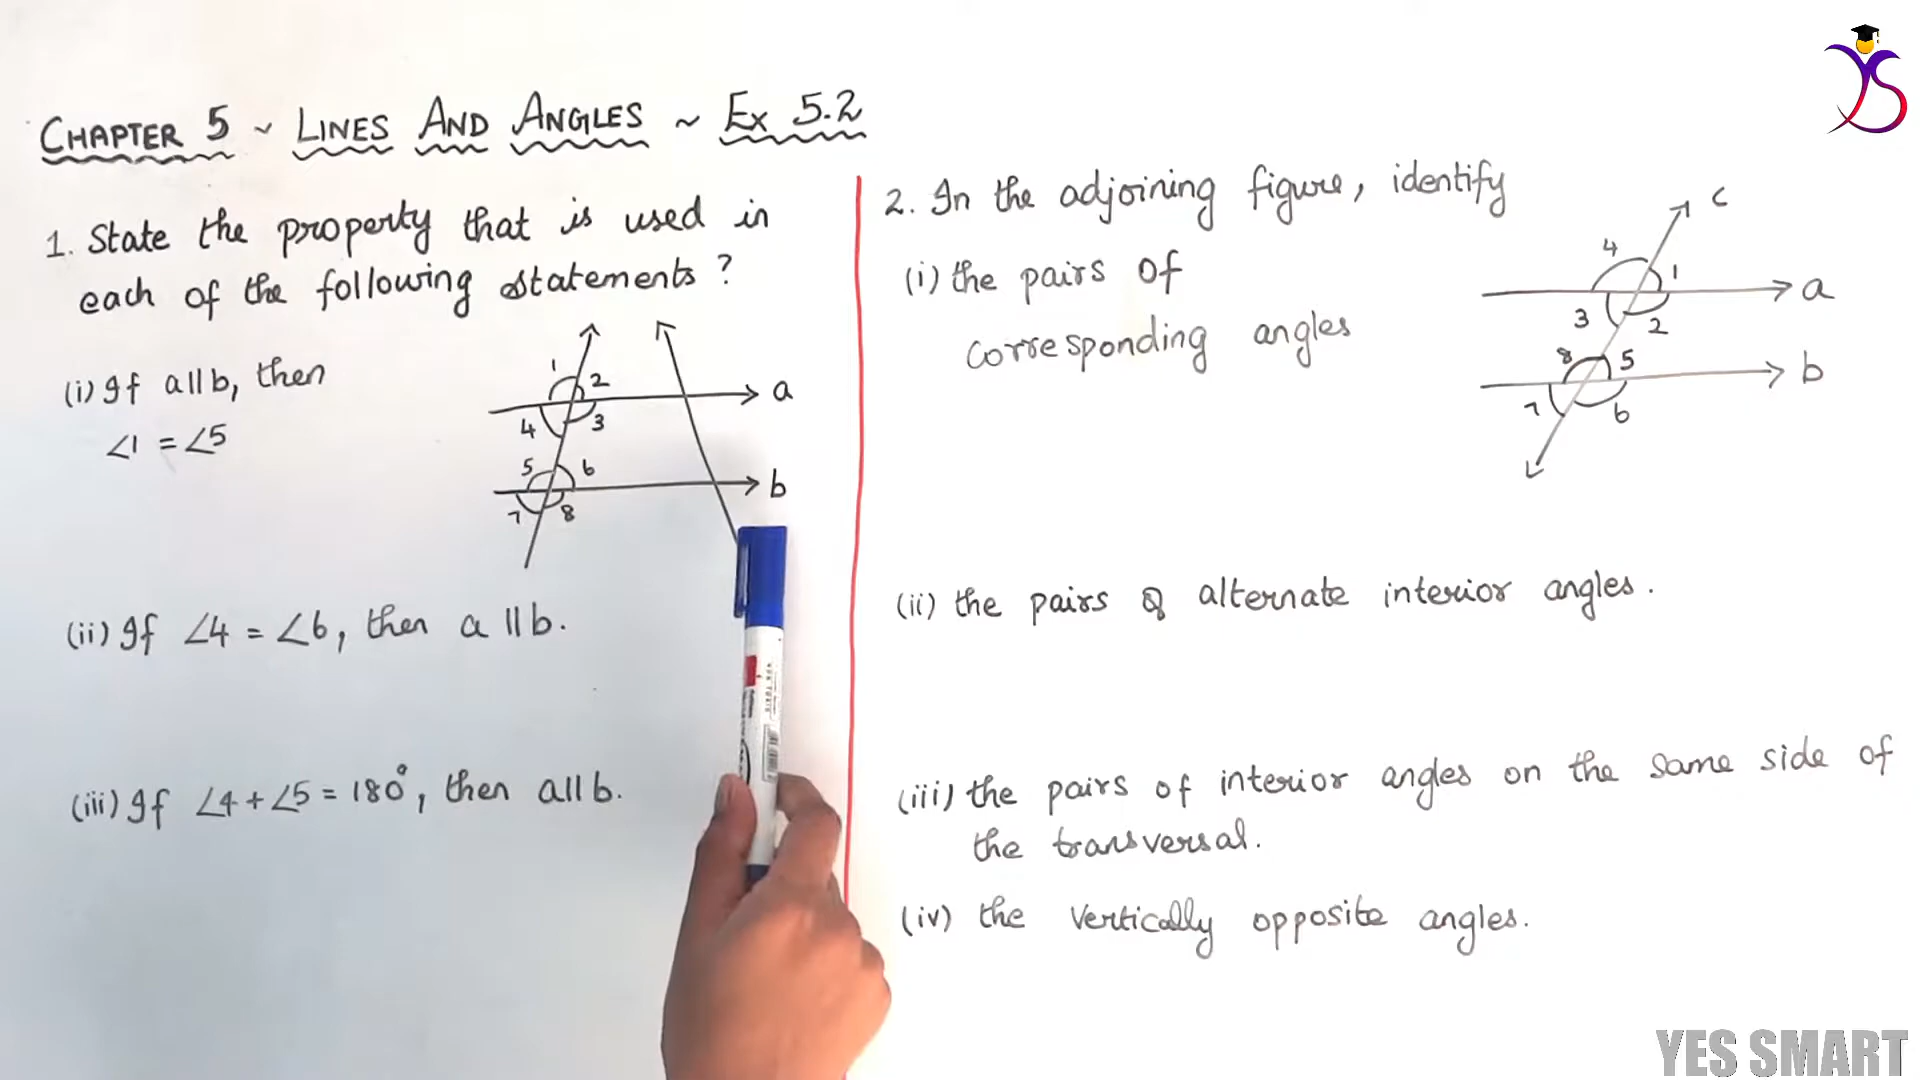 CHAPTER 5 ~ LINES AND ANGLES ~ Ex 5.2
1. State the property that is used in
each of the following statements?
(i) If a||b, then
∠1 = ∠5
1 2
4 3
a
5 6
7 8
b
(ii) If ∠4 = ∠6, then a || b.
(iii) If ∠4 + ∠5 = 180°, then a||b.
2. In the adjoining figure, identify
(i) the pairs of
corresponding angles
c
4 1
3 2
a
8 5
7 6
b
(ii) the pairs of alternate interior angles.
(iii) the pairs of interior angles on the same side of
the transversal.
(iv) the vertically opposite angles.
YS
YES SMART